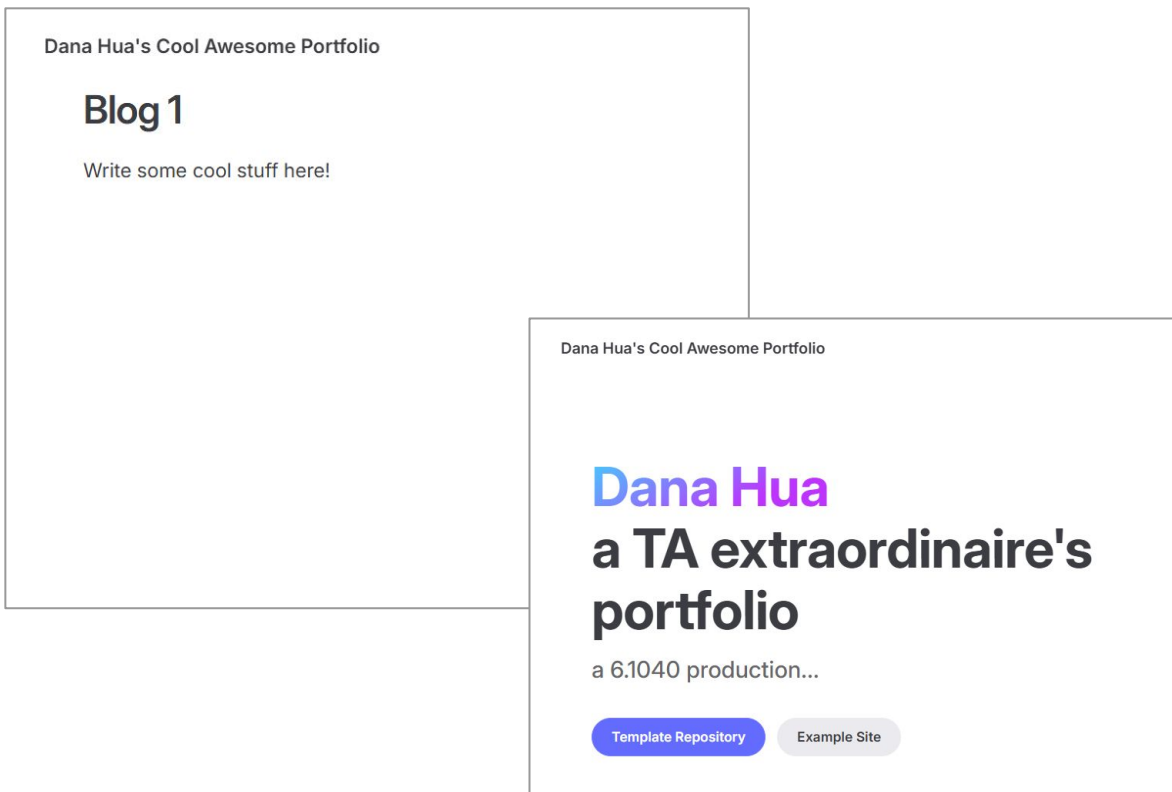 Dana Hua's Cool Awesome Portfolio
Blog 1
Write some cool stuff here!
Dana Hua's Cool Awesome Portfolio
Dana Hua
a TA extraordinaire's
portfolio
a 6.1040 production...
Template Repository
Example Site